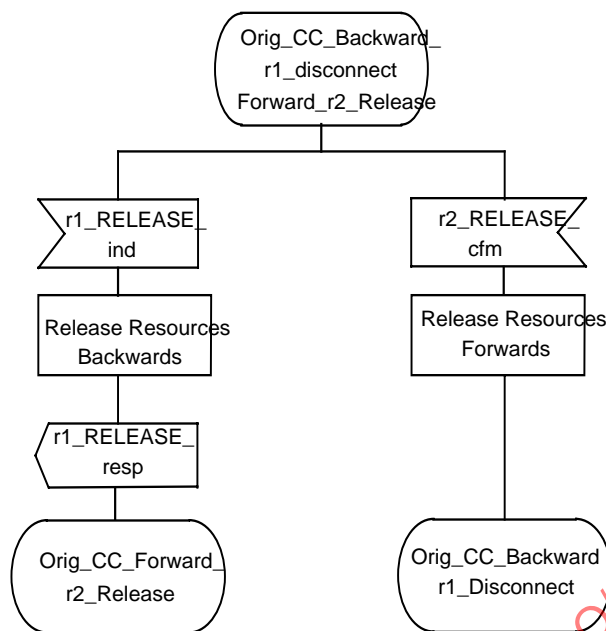 Orig_CC_Backward_
r1_disconnect
Forward_r2_Release
r1_RELEASE_
ind
r2_RELEASE_
cfm
Release Resources
Backwards
Release Resources
Forwards
r1_RELEASE_
resp
Orig_CC_Forward_
r2_Release
Orig_CC_Backward
r1_Disconnect